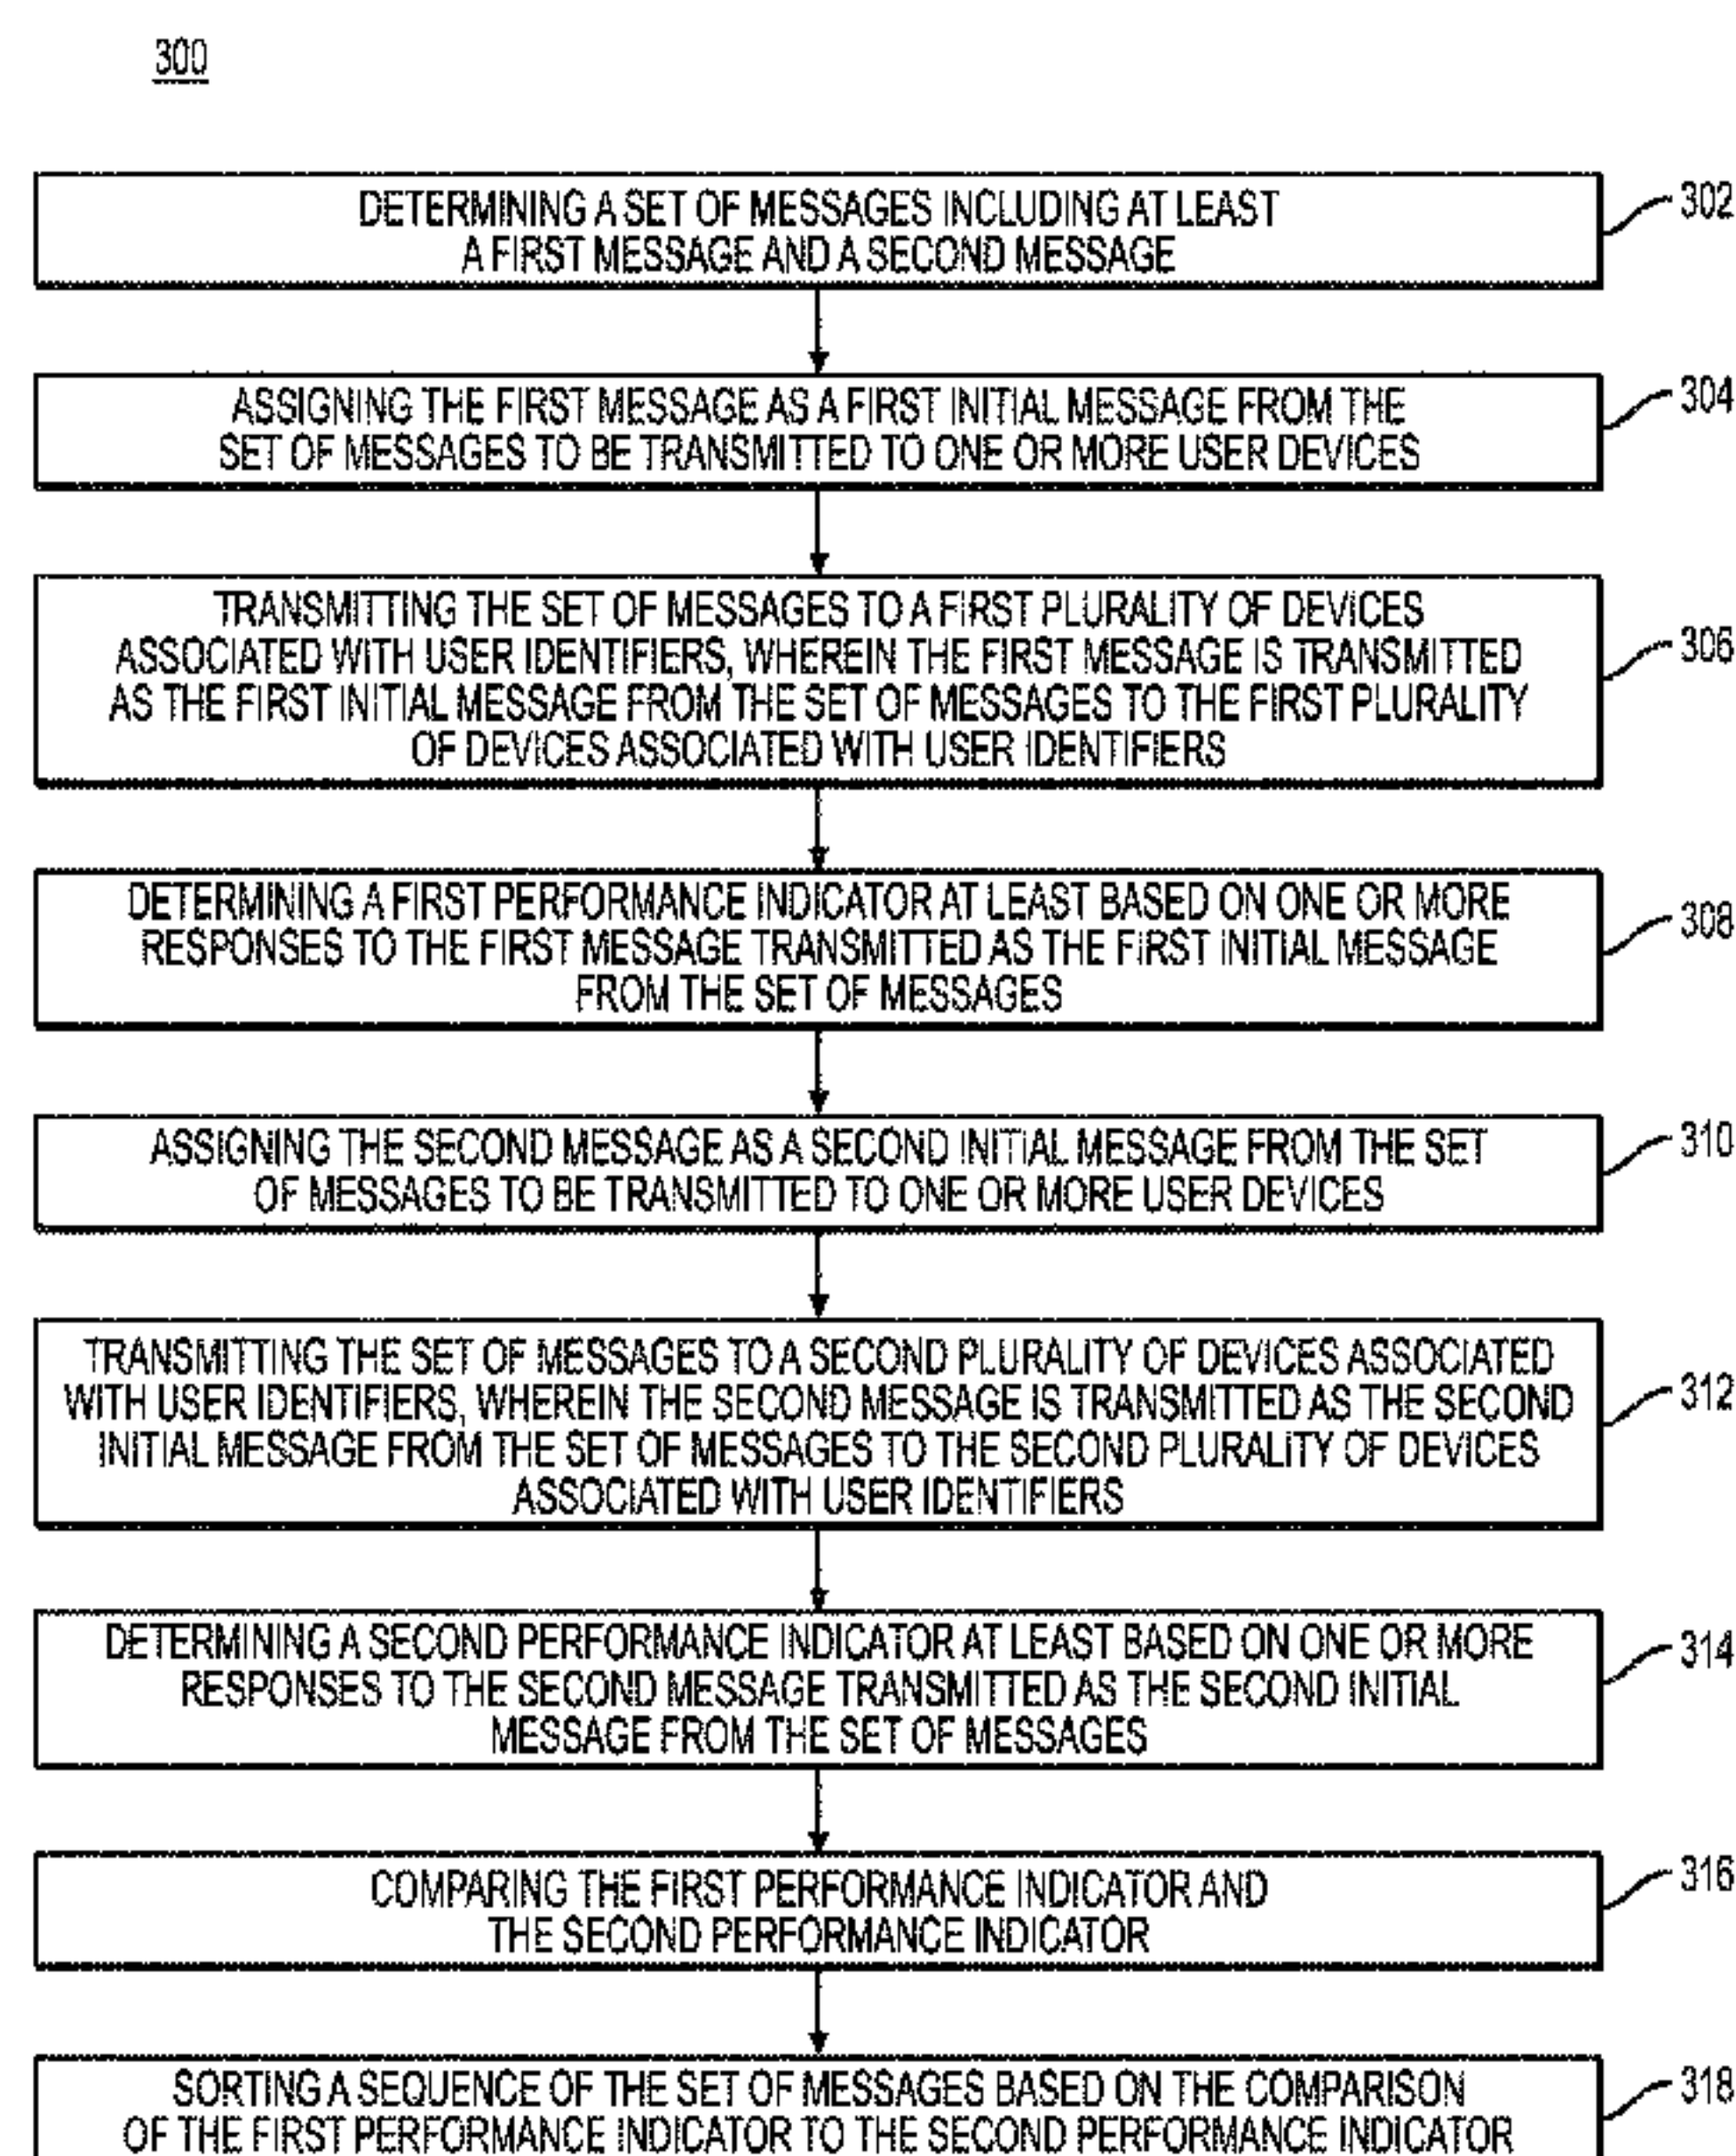 300
DETERMINING A SET OF MESSAGES INCLUDING AT LEAST
A FIRST MESSAGE AND A SECOND MESSAGE
302
ASSIGNING THE FIRST MESSAGE AS A FIRST INITIAL MESSAGE FROM THE
SET OF MESSAGES TO BE TRANSMITTED TO ONE OR MORE USER DEVICES
304
TRANSMITTING THE SET OF MESSAGES TO A FIRST PLURALITY OF DEVICES
ASSOCIATED WITH USER IDENTIFIERS, WHEREIN THE FIRST MESSAGE IS TRANSMITTED
AS THE FIRST INITIAL MESSAGE FROM THE SET OF MESSAGES TO THE FIRST PLURALITY
OF DEVICES ASSOCIATED WITH USER IDENTIFIERS
306
DETERMINING A FIRST PERFORMANCE INDICATOR AT LEAST BASED ON ONE OR MORE
RESPONSES TO THE FIRST MESSAGE TRANSMITTED AS THE FIRST INITIAL MESSAGE
FROM THE SET OF MESSAGES
308
ASSIGNING THE SECOND MESSAGE AS A SECOND INITIAL MESSAGE FROM THE SET
OF MESSAGES TO BE TRANSMITTED TO ONE OR MORE USER DEVICES
310
TRANSMITTING THE SET OF MESSAGES TO A SECOND PLURALITY OF DEVICES ASSOCIATED
WITH USER IDENTIFIERS, WHEREIN THE SECOND MESSAGE IS TRANSMITTED AS THE SECOND
INITIAL MESSAGE FROM THE SET OF MESSAGES TO THE SECOND PLURALITY OF DEVICES
ASSOCIATED WITH USER IDENTIFIERS
312
DETERMINING A SECOND PERFORMANCE INDICATOR AT LEAST BASED ON ONE OR MORE
RESPONSES TO THE SECOND MESSAGE TRANSMITTED AS THE SECOND INITIAL
MESSAGE FROM THE SET OF MESSAGES
314
COMPARING THE FIRST PERFORMANCE INDICATOR AND
THE SECOND PERFORMANCE INDICATOR
316
SORTING A SEQUENCE OF THE SET OF MESSAGES BASED ON THE COMPARISON
OF THE FIRST PERFORMANCE INDICATOR TO THE SECOND PERFORMANCE INDICATOR
318